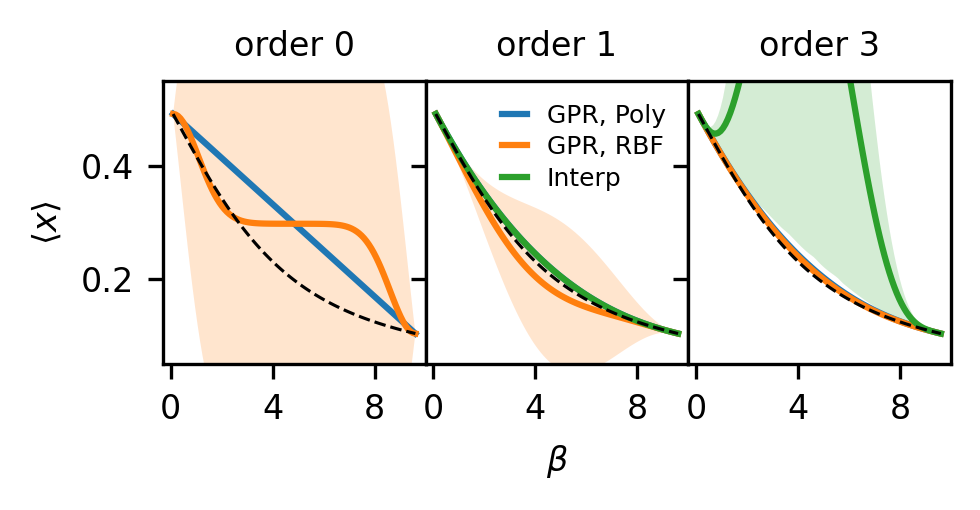 order 0 order 1 order 3
GPR, Poly
GPR, RBF
Interp
0.4
0.2
⟨x⟩
0 4 8 0 4 8 0 4 8
β